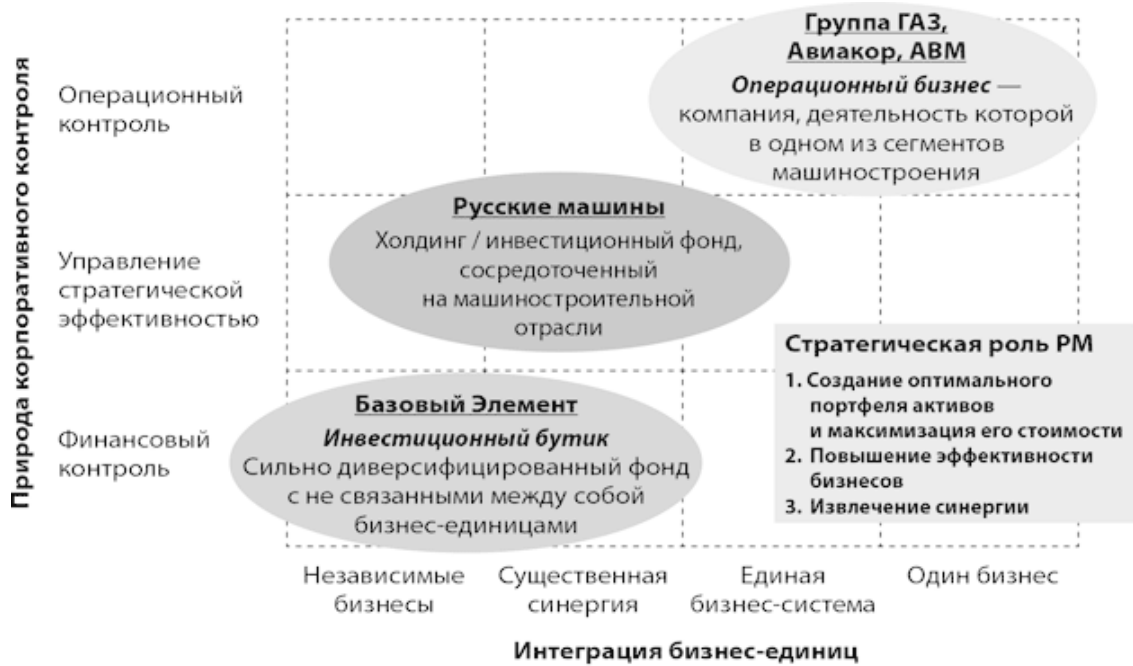 Природа корпоративного контроля
Операционный
контроль
Группа ГАЗ,
Авиакор, АВМ
Операционный бизнес —
компания, деятельность которой
в одном из сегментов
машиностроения
Управление
стратегической
эффективностью
Русские машины
Холдинг / инвестиционный фонд,
сосредоточенный
на машиностроительной
отрасли
Стратегическая роль РМ
1. Создание оптимального
портфеля активов
и максимизация его стоимости
2. Повышение эффективности
бизнесов
3. Извлечение синергии
Финансовый
контроль
Базовый Элемент
Инвестиционный бутик
Сильно диверсифицированный фонд
с не связанными между собой
бизнес-единицами
Независимые
бизнесы
Существенная
синергия
Единая
бизнес-система
Один бизнес
Интеграция бизнес-единиц